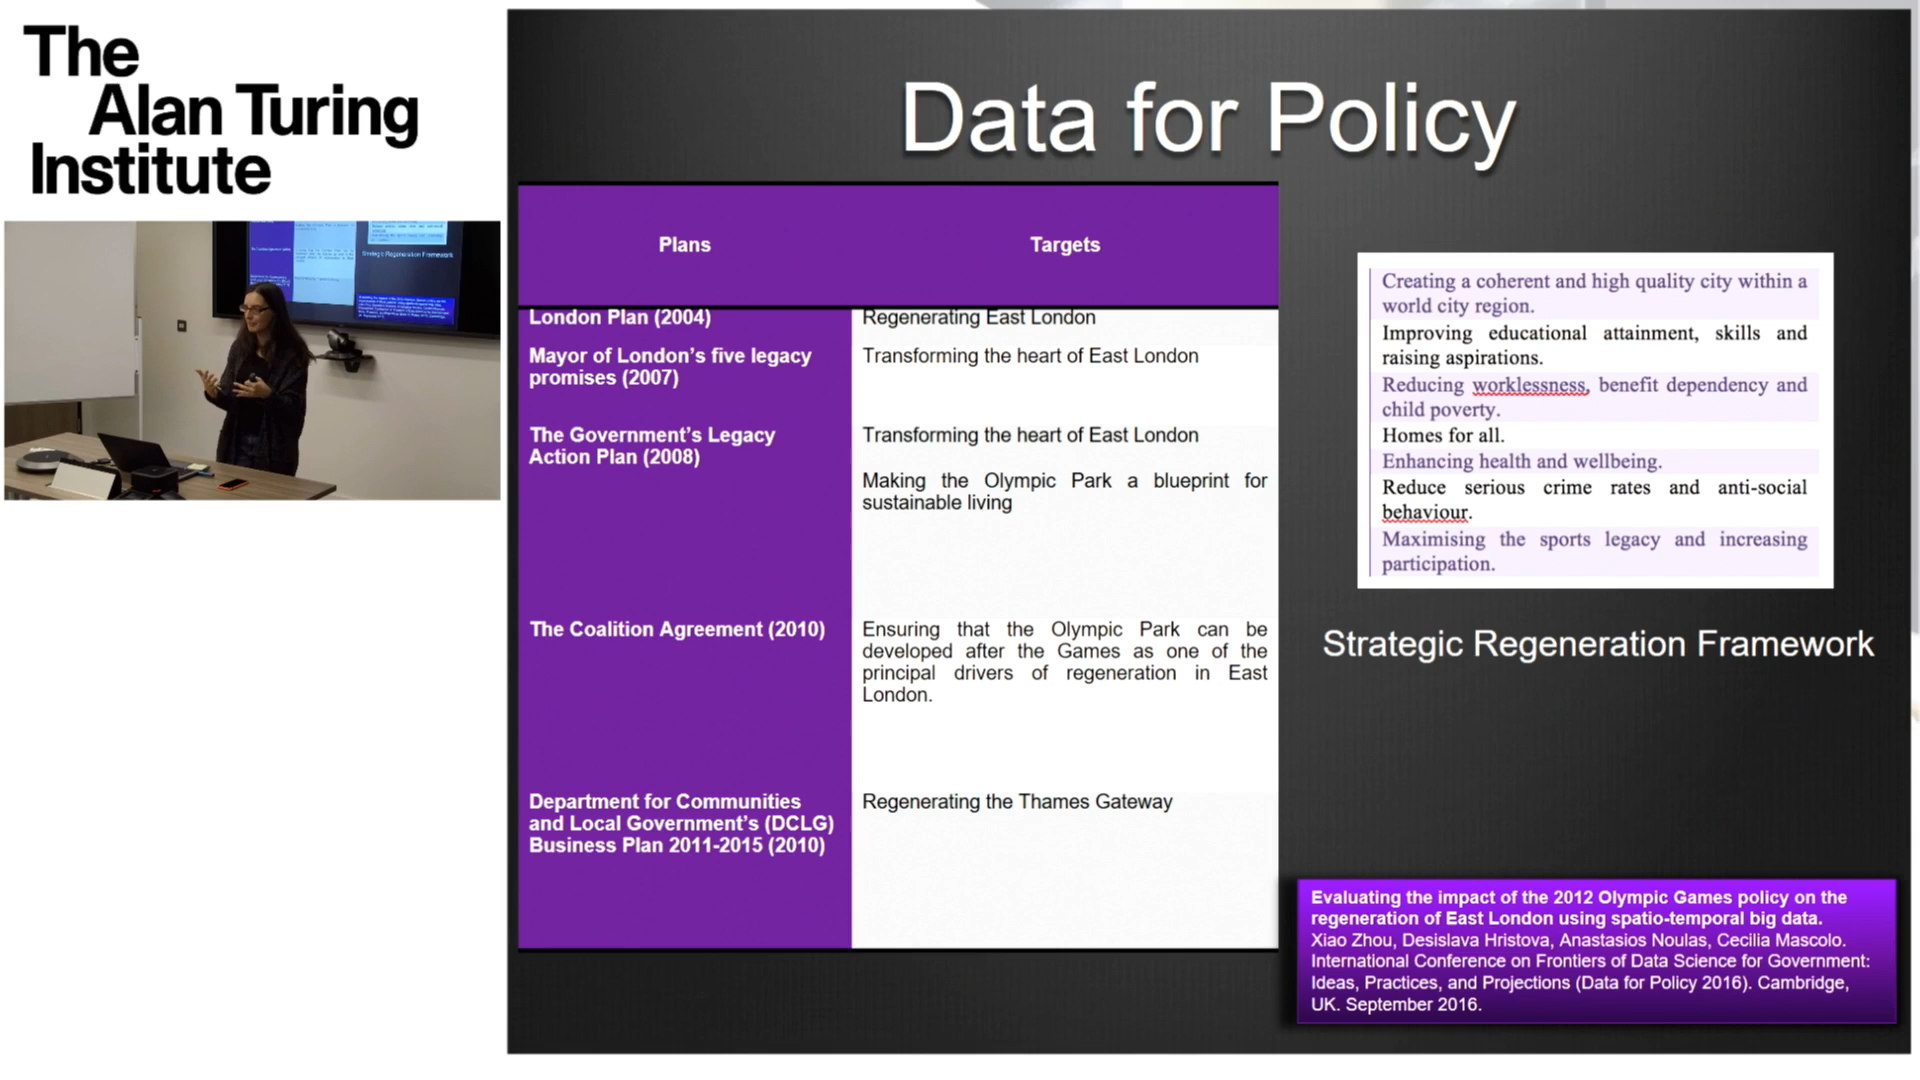 The
Alan Turing
Institute
Data for Policy
Plans
Targets
London Plan (2004)
Regenerating East London
Mayor of London's five legacy
promises (2007)
Transforming the heart of East London
The Government's Legacy
Action Plan (2008)
Transforming the heart of East London
Making the Olympic Park a blueprint for
sustainable living
The Coalition Agreement (2010)
Ensuring that the Olympic Park can be
developed after the Games as one of the
principal drivers of regeneration in East
London.
Department for Communities
and Local Government's (DCLG)
Business Plan 2011-2015 (2010)
Regenerating the Thames Gateway
Creating a coherent and high quality city within a
world city region.
Improving educational attainment, skills and
raising aspirations.
Reducing worklessness, benefit dependency and
child poverty.
Homes for all.
Enhancing health and wellbeing.
Reduce serious crime rates and anti-social
behaviour.
Maximising the sports legacy and increasing
participation.
Strategic Regeneration Framework
Evaluating the impact of the 2012 Olympic Games policy on the
regeneration of East London using spatio-temporal big data.
Xiao Zhou, Desislava Hristova, Anastasios Noulas, Cecilia Mascolo.
International Conference on Frontiers of Data Science for Government:
Ideas, Practices, and Projections (Data for Policy 2016). Cambridge,
UK. September 2016.
Strategic Regeneration Framework